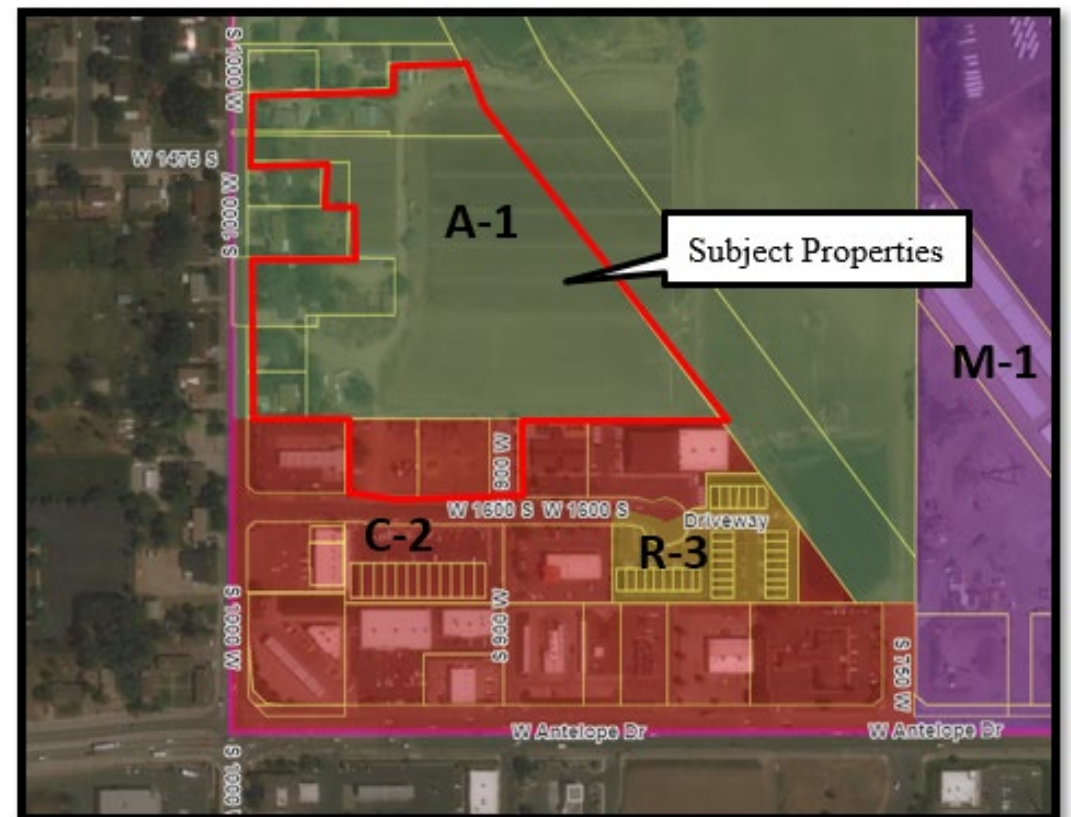 S 1000 W
W 1475 S
S 1000 W
A-1
Subject Properties
M-1
W 900
W 1600 S W 1600 S
Driveway
C-2
R-3
S 1000 W
W 900 S
S 750 W
W Antelope Dr
W Antelope Dr
S 1000